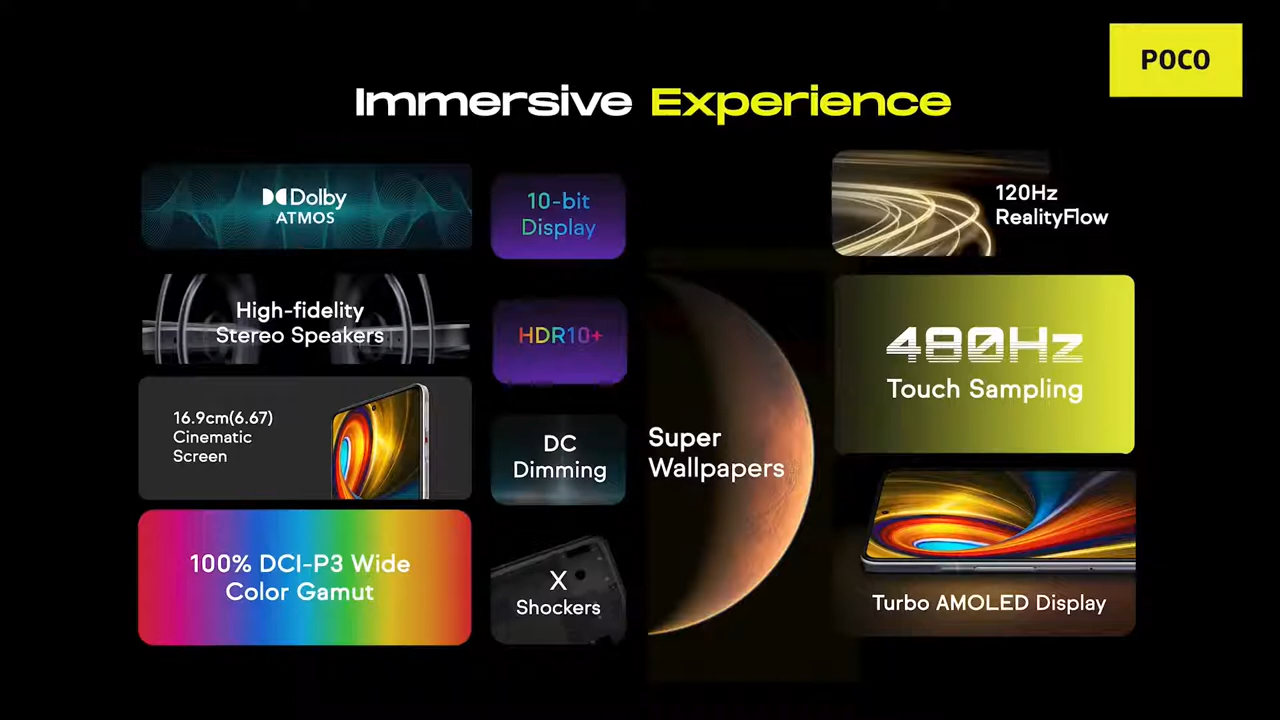 POCO
Immersive Experience
Dolby
ATMOS
High-fidelity
Stereo Speakers
16.9cm(6.67)
Cinematic
Screen
100% DCI-P3 Wide
Color Gamut
10-bit
Display
HDR10+
DC
Dimming
X
Shockers
Super
Wallpapers
120Hz
RealityFlow
480Hz
Touch Sampling
Turbo AMOLED Display